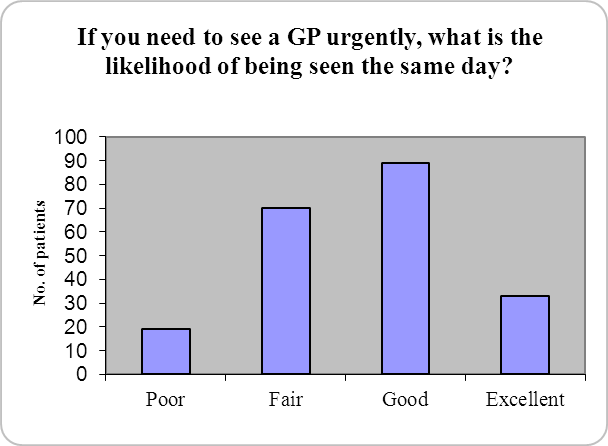 If you need to see a GP urgently, what is the
likelihood of being seen the same day?
100
90
80
70
60
50
40
30
20
10
0
No. of patients
Poor Fair Good Excellent